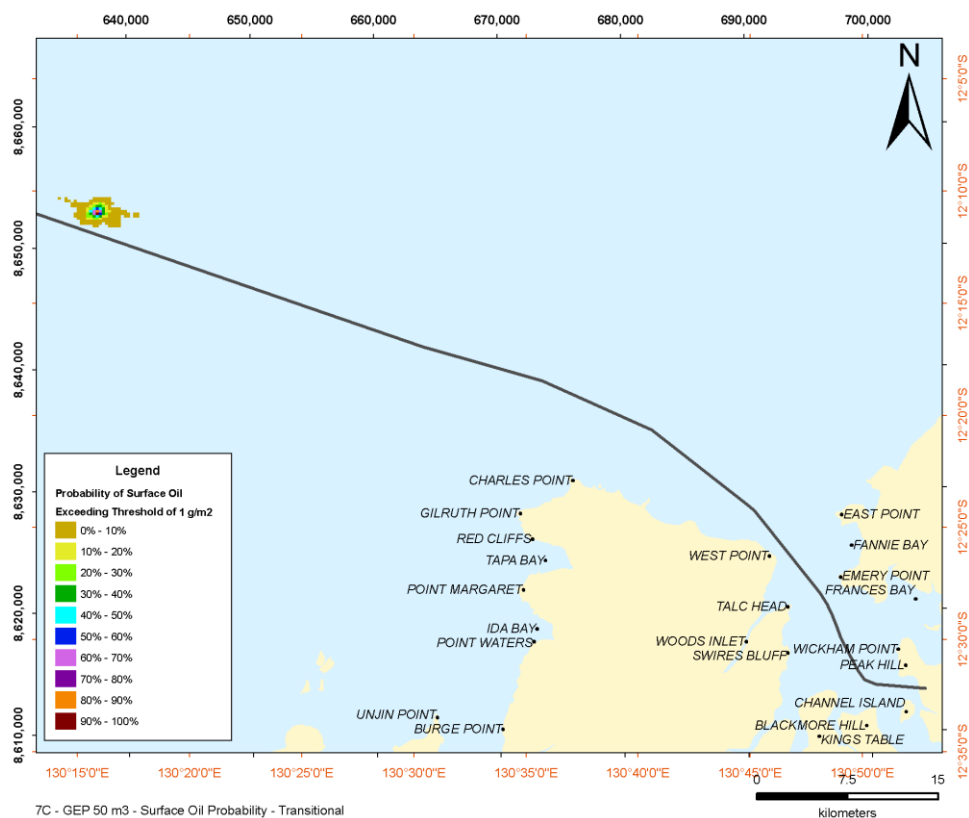 640,000 650,000 660,000 670,000 680,000 690,000 700,000
N
12°5'0"S
8,660,000
12°10'0"S
8,650,000
12°15'0"S
8,640,000
12°20'0"S
8,630,000
12°25'0"S
8,620,000
12°30'0"S
8,610,000
12°35'0"S
CHARLES POINT
GILRUTH POINT
EAST POINT
RED CLIFFS
FANNIE BAY
WEST POINT
TAPA BAY
EMERY POINT
POINT MARGARET
FRANCES BAY
TALC HEAD
IDA BAY
POINT WATERS
WOODS INLET
WICKHAM POINT
SWIRES BLUFF
PEAK HILL
CHANNEL ISLAND
UNJIN POINT
BURGE POINT
BLACKMORE HILL
KINGS TABLE
Legend
Probability of Surface Oil
Exceeding Threshold of 1 g/m2
0% - 10%
10% - 20%
20% - 30%
30% - 40%
40% - 50%
50% - 60%
60% - 70%
70% - 80%
80% - 90%
90% - 100%
130°15'0"E 130°20'0"E 130°25'0"E 130°30'0"E 130°35'0"E 130°40'0"E 130°45'0"E 130°50'0"E
0 7.5 15
kilometers
7C - GEP 50 m3 - Surface Oil Probability - Transitional